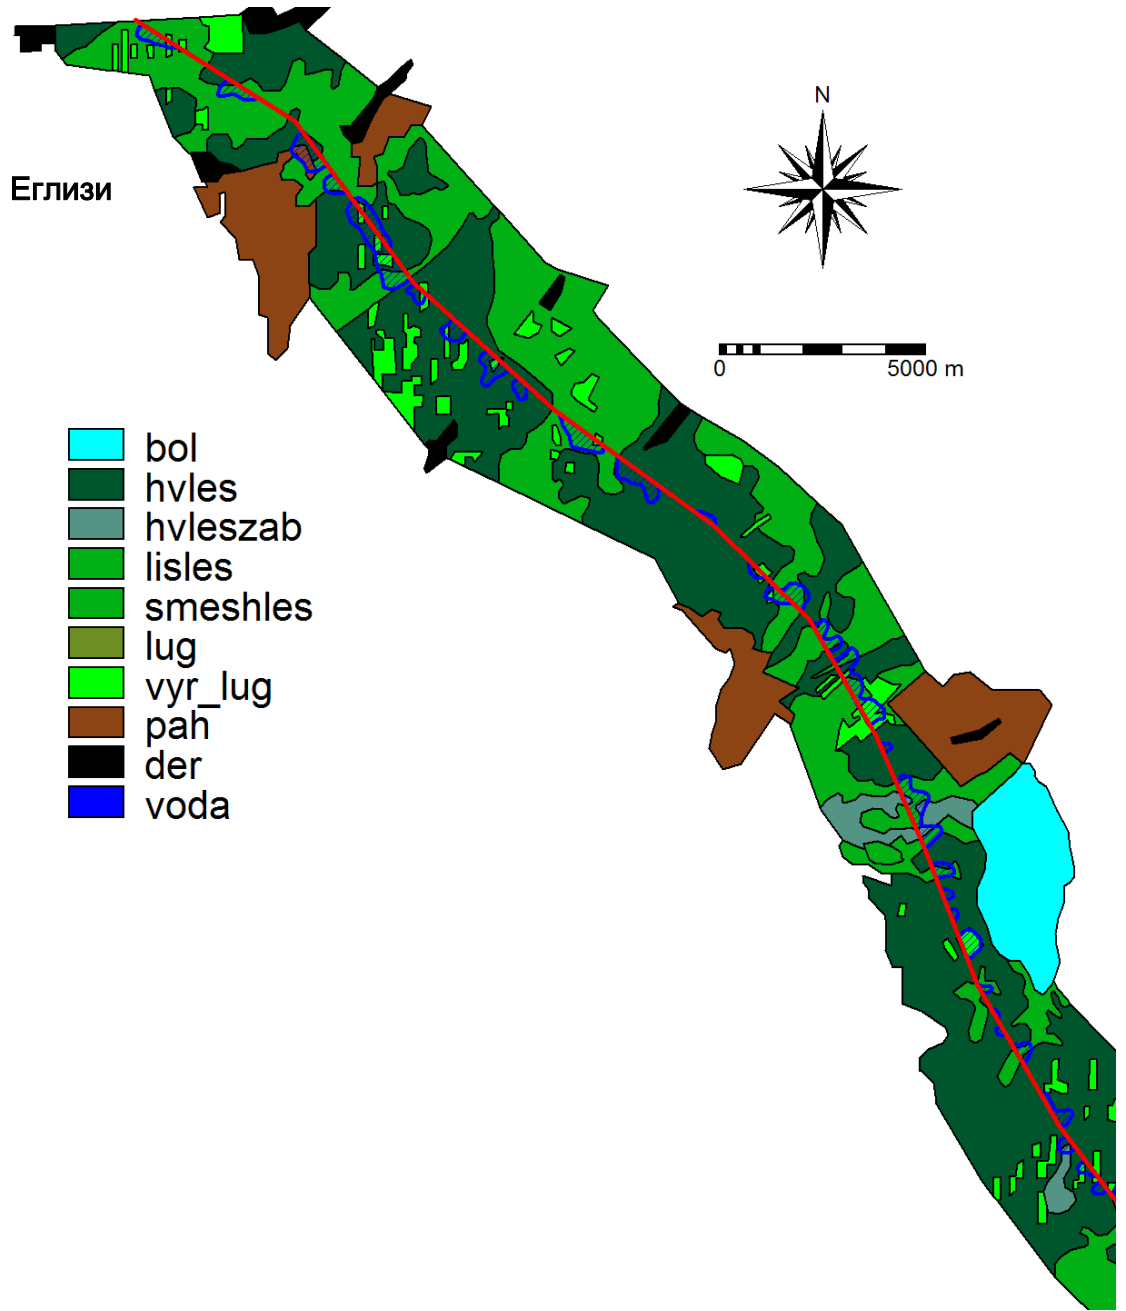 N
Еглизи
0 5000 m
bol
hvles
hvleszab
lisles
smeshles
lug
vyr_lug
pah
der
voda